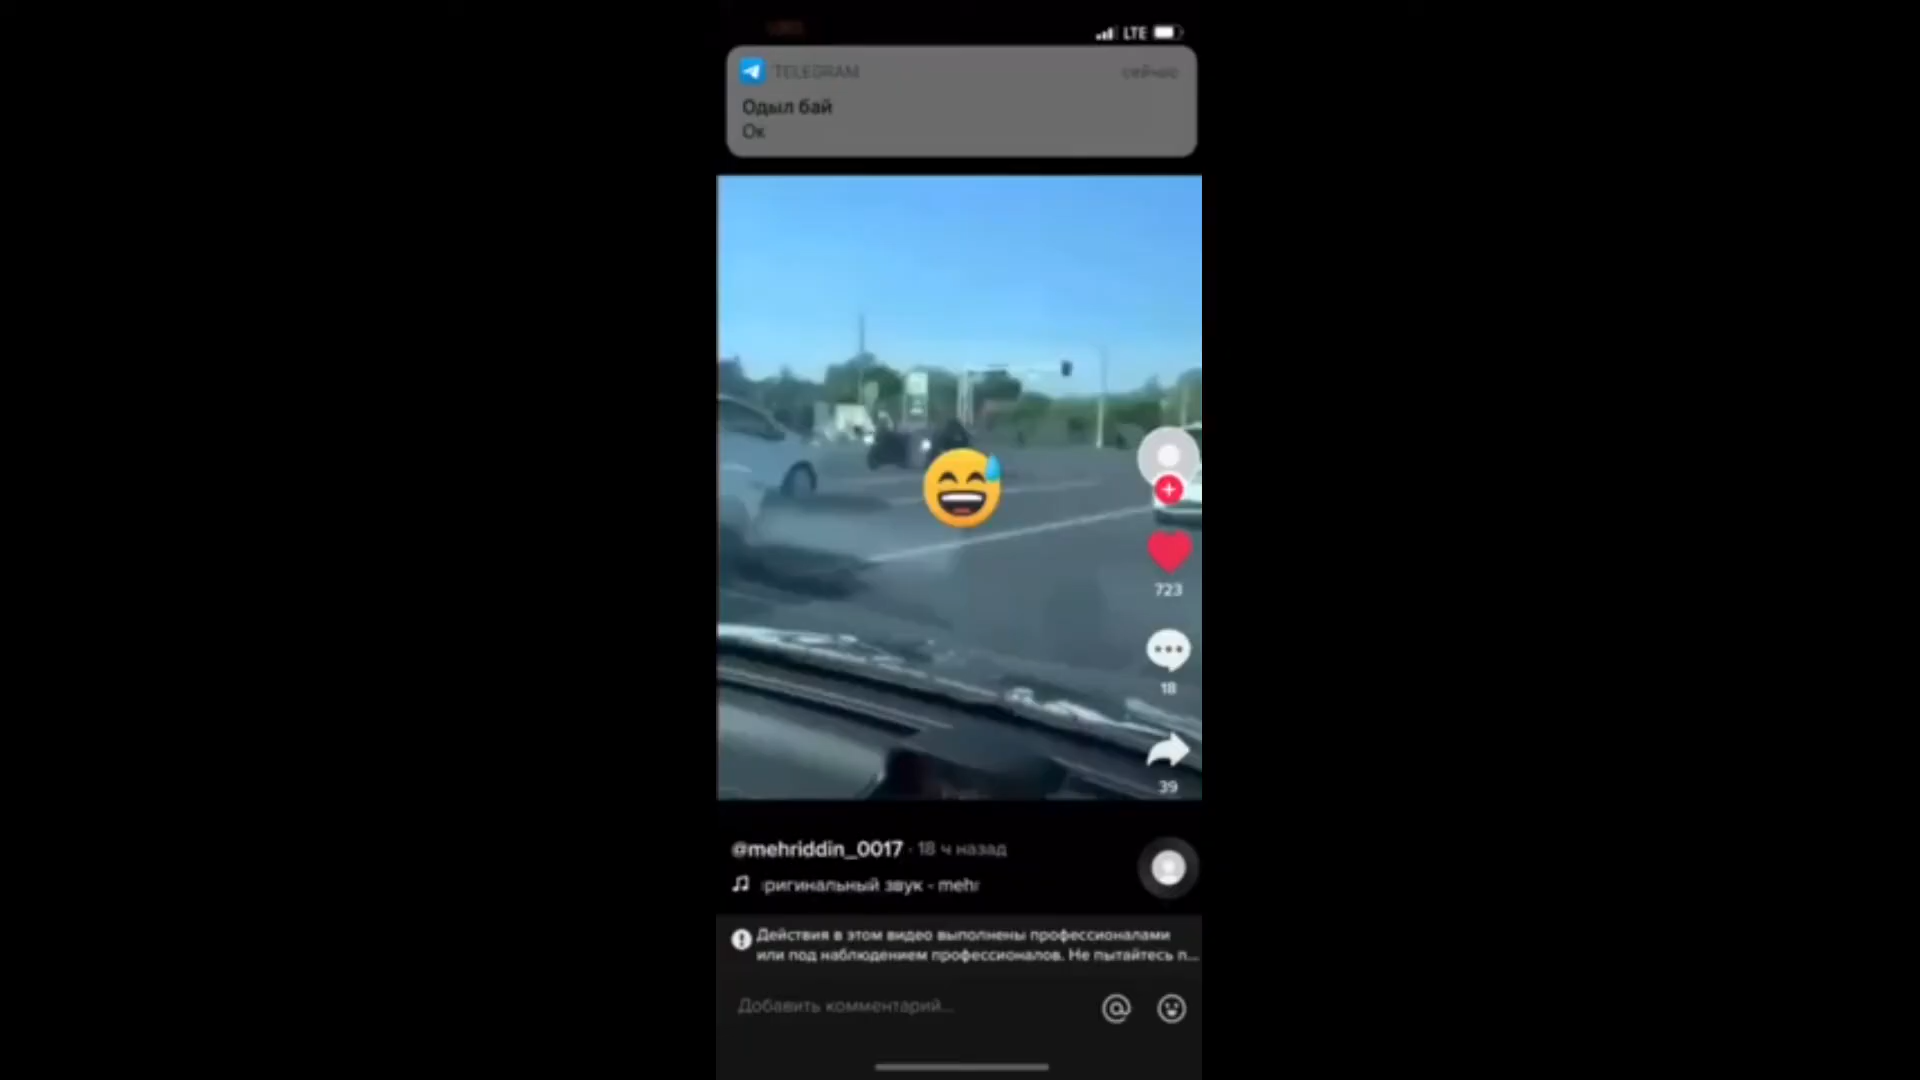 LTE
TELEGRAM
сейчас
Одыл бай
Ок
723
18
39
@mehriddin_0017 · 18 ч назад
ригинальный звук - mehr
Действия в этом видео выполнены профессионалами
или под наблюдением профессионалов. Не пытайтесь п...
Добавить комментарий...